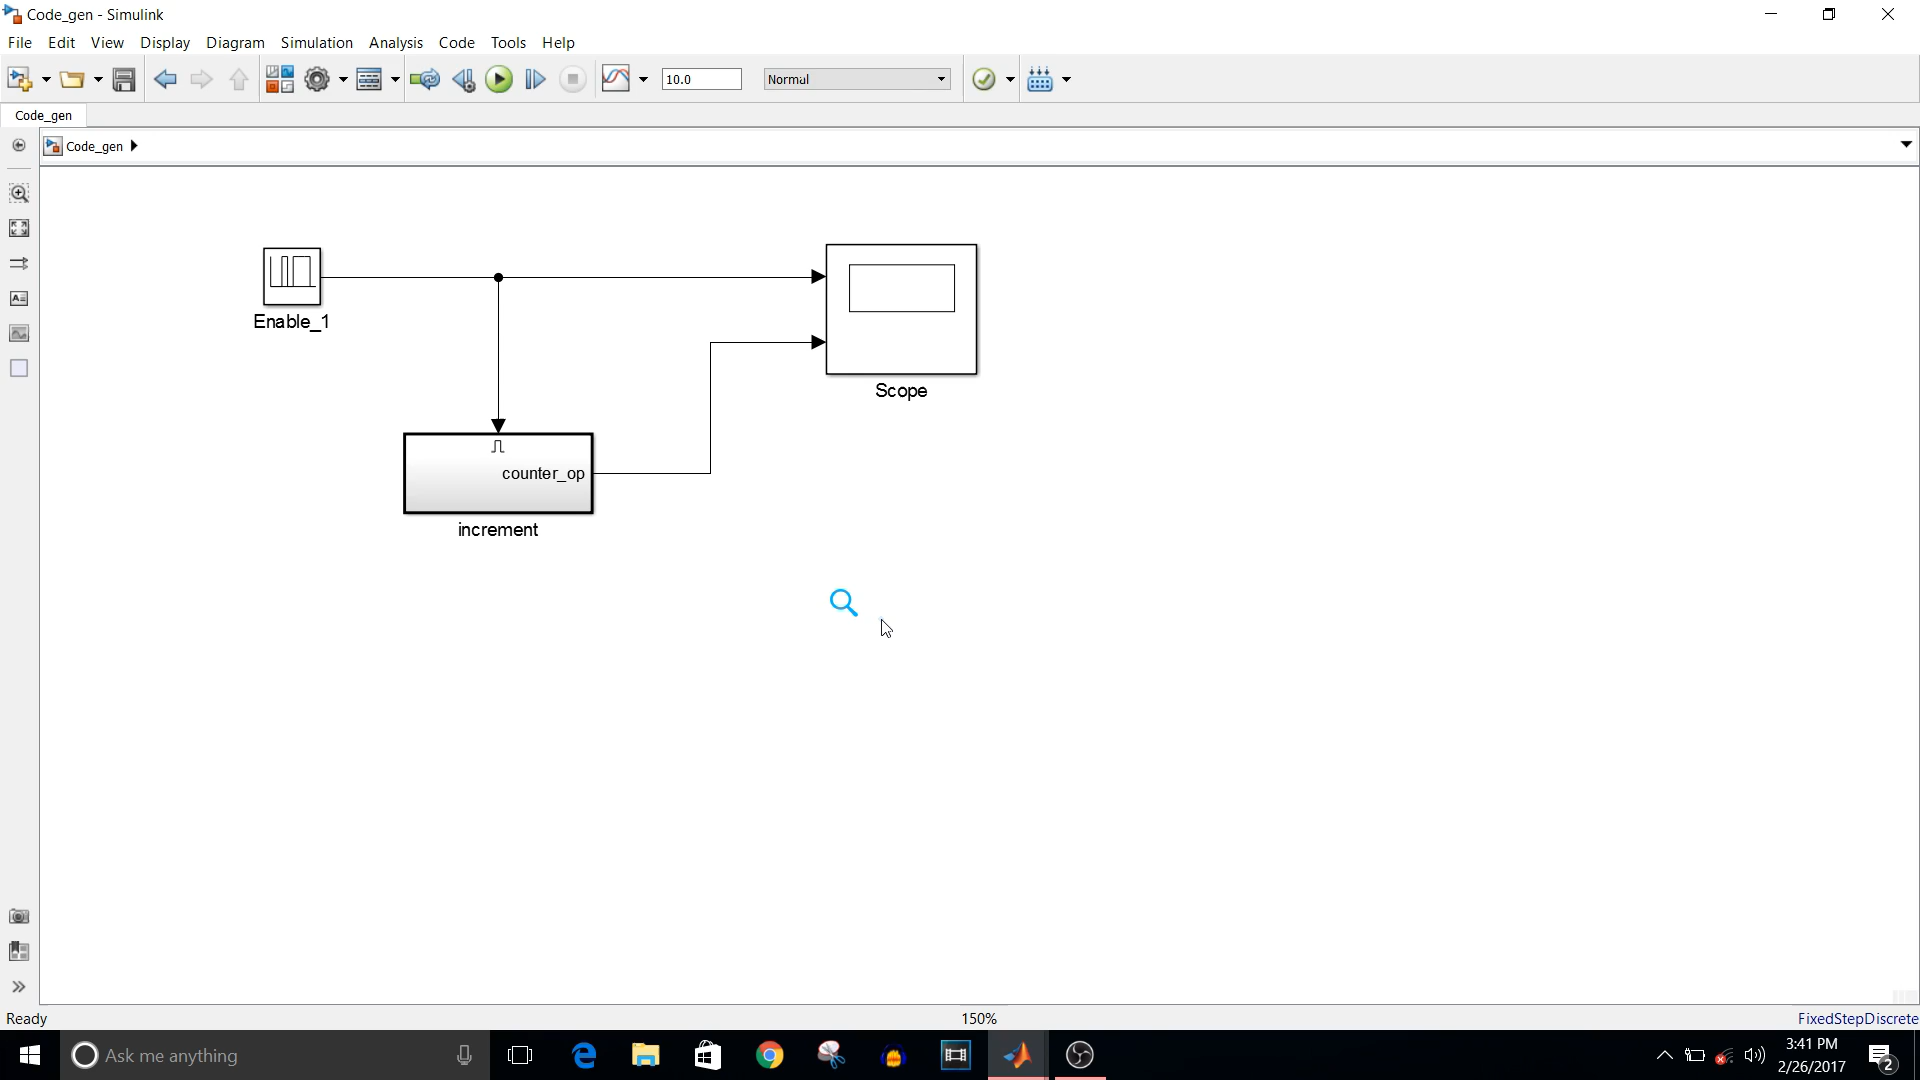 Code_gen - Simulink
File Edit View Display Diagram Simulation Analysis Code Tools Help
10.0 Normal
Code_gen
Code_gen
Enable_1
Scope
counter_op
increment
Ready 150% FixedStepDiscrete
Ask me anything
3:41 PM
2/26/2017
2